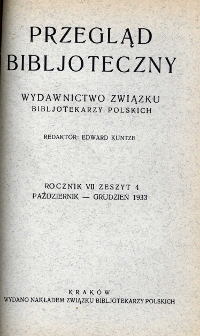 PRZEGLĄD
BIBLJOTECZNY
WYDAWNICTWO ZWIĄZKU
BIBLJOTEKARZY POLSKICH
REDAKTOR: EDWARD KUNTZE
ROCZNIK VII ZESZYT 4
PAŹDZIERNIK — GRUDZIEŃ 1933
KRAKÓW
WYDANO NAKŁADEM ZWIĄZKU BIBLJOTEKARZY POLSKICH